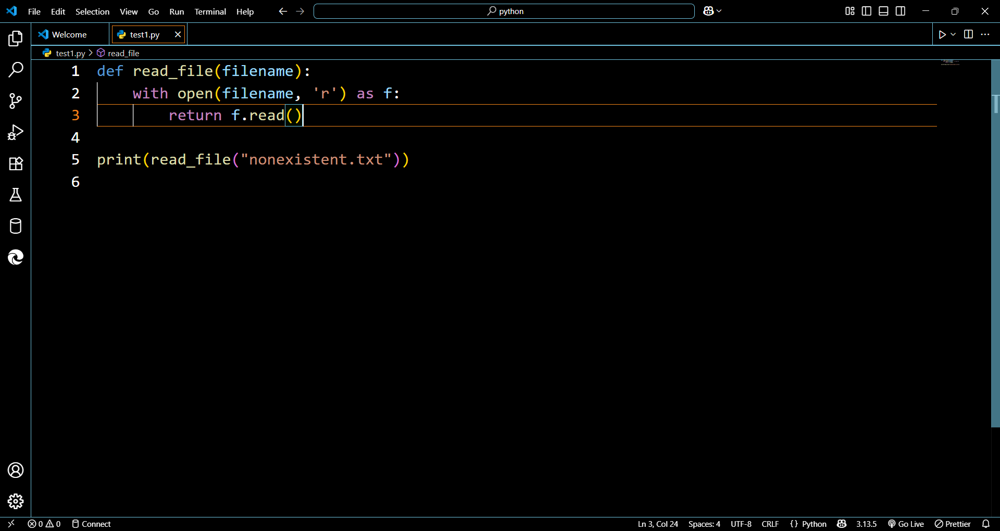 File Edit Selection View Go Run Terminal Help python
Welcome test1.py
test1.py > read_file
1 def read_file(filename):
2     with open(filename, 'r') as f:
3         return f.read()
4
5 print(read_file("nonexistent.txt"))
6
0 0 Connect Ln 3, Col 24 Spaces: 4 UTF-8 CRLF {} Python 3.13.5 Go Live Prettier